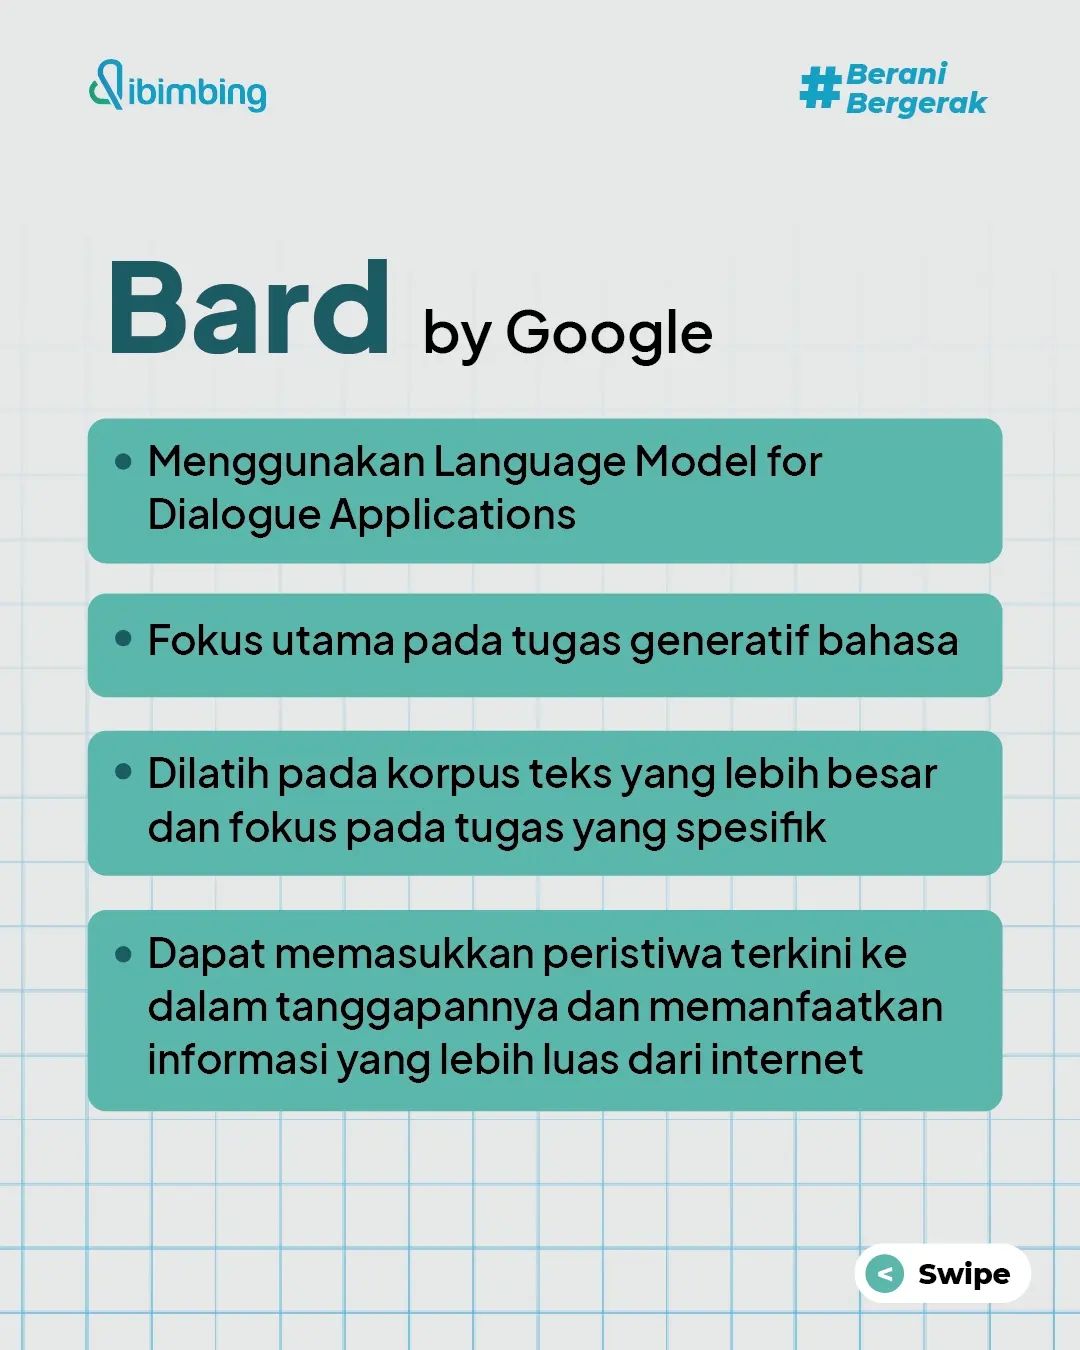 ibimbing
#Berani
Bergerak
Bard by Google
• Menggunakan Language Model for
Dialogue Applications
• Fokus utama pada tugas generatif bahasa
• Dilatih pada korpus teks yang lebih besar
dan fokus pada tugas yang spesifik
• Dapat memasukkan peristiwa terkini ke
dalam tanggapannya dan memanfaatkan
informasi yang lebih luas dari internet
< Swipe